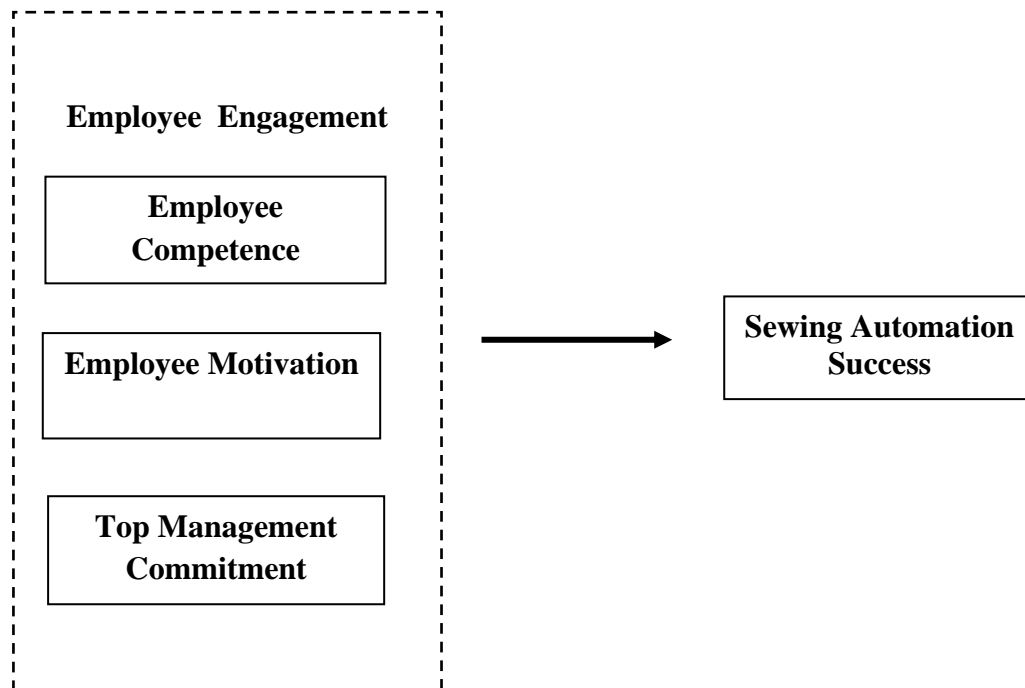 Employee Engagement
Employee
Competence
Employee Motivation
Top Management
Commitment
Sewing Automation
Success